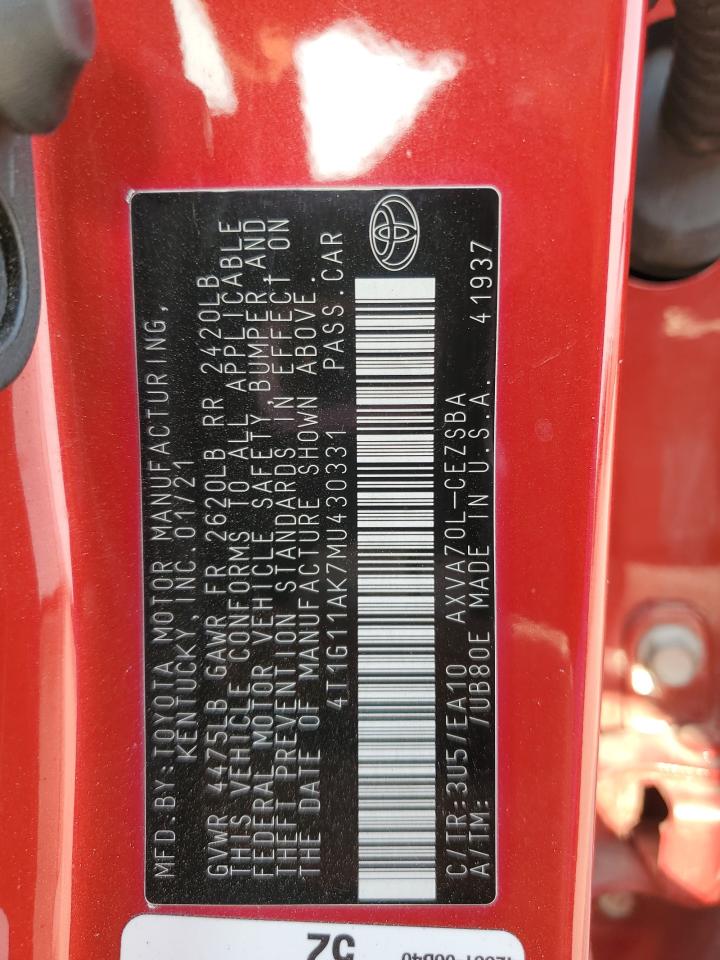 MFD.BY:TOYOTA MOTOR MANUFACTURING,
KENTUCKY, INC.01/21
GVWR 4475LB GAWR FR 2620LB RR 2420LB
THIS VEHICLE CONFORMS TO ALL APPLICABLE
FEDERAL MOTOR VEHICLE SAFETY, BUMPER, AND
THEFT PREVENTION STANDARDS IN EFFECT ON
THE DATE OF MANUFACTURE SHOWN ABOVE.
4T1G11AK7MU430331 PASS.CAR
C/TR:3U5/EA10 AXVA70L-CEZSBA
A/TM: /UB80E MADE IN U.S.A. 41937
52